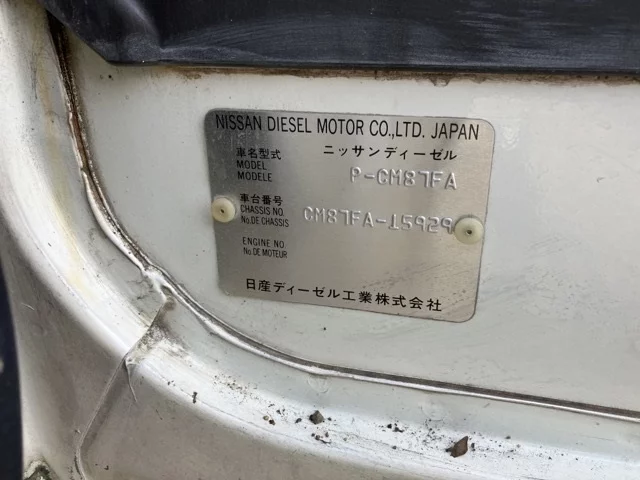 NISSAN DIESEL MOTOR CO.,LTD. JAPAN
車名型式 ニッサンディーゼル
MODEL
MODELE P-CM87FA
車台番号
CHASSIS NO. CM87FA-15929
No.DE CHASSIS
ENGINE NO
No.DE MOTEUR
日産ディーゼル工業株式会社